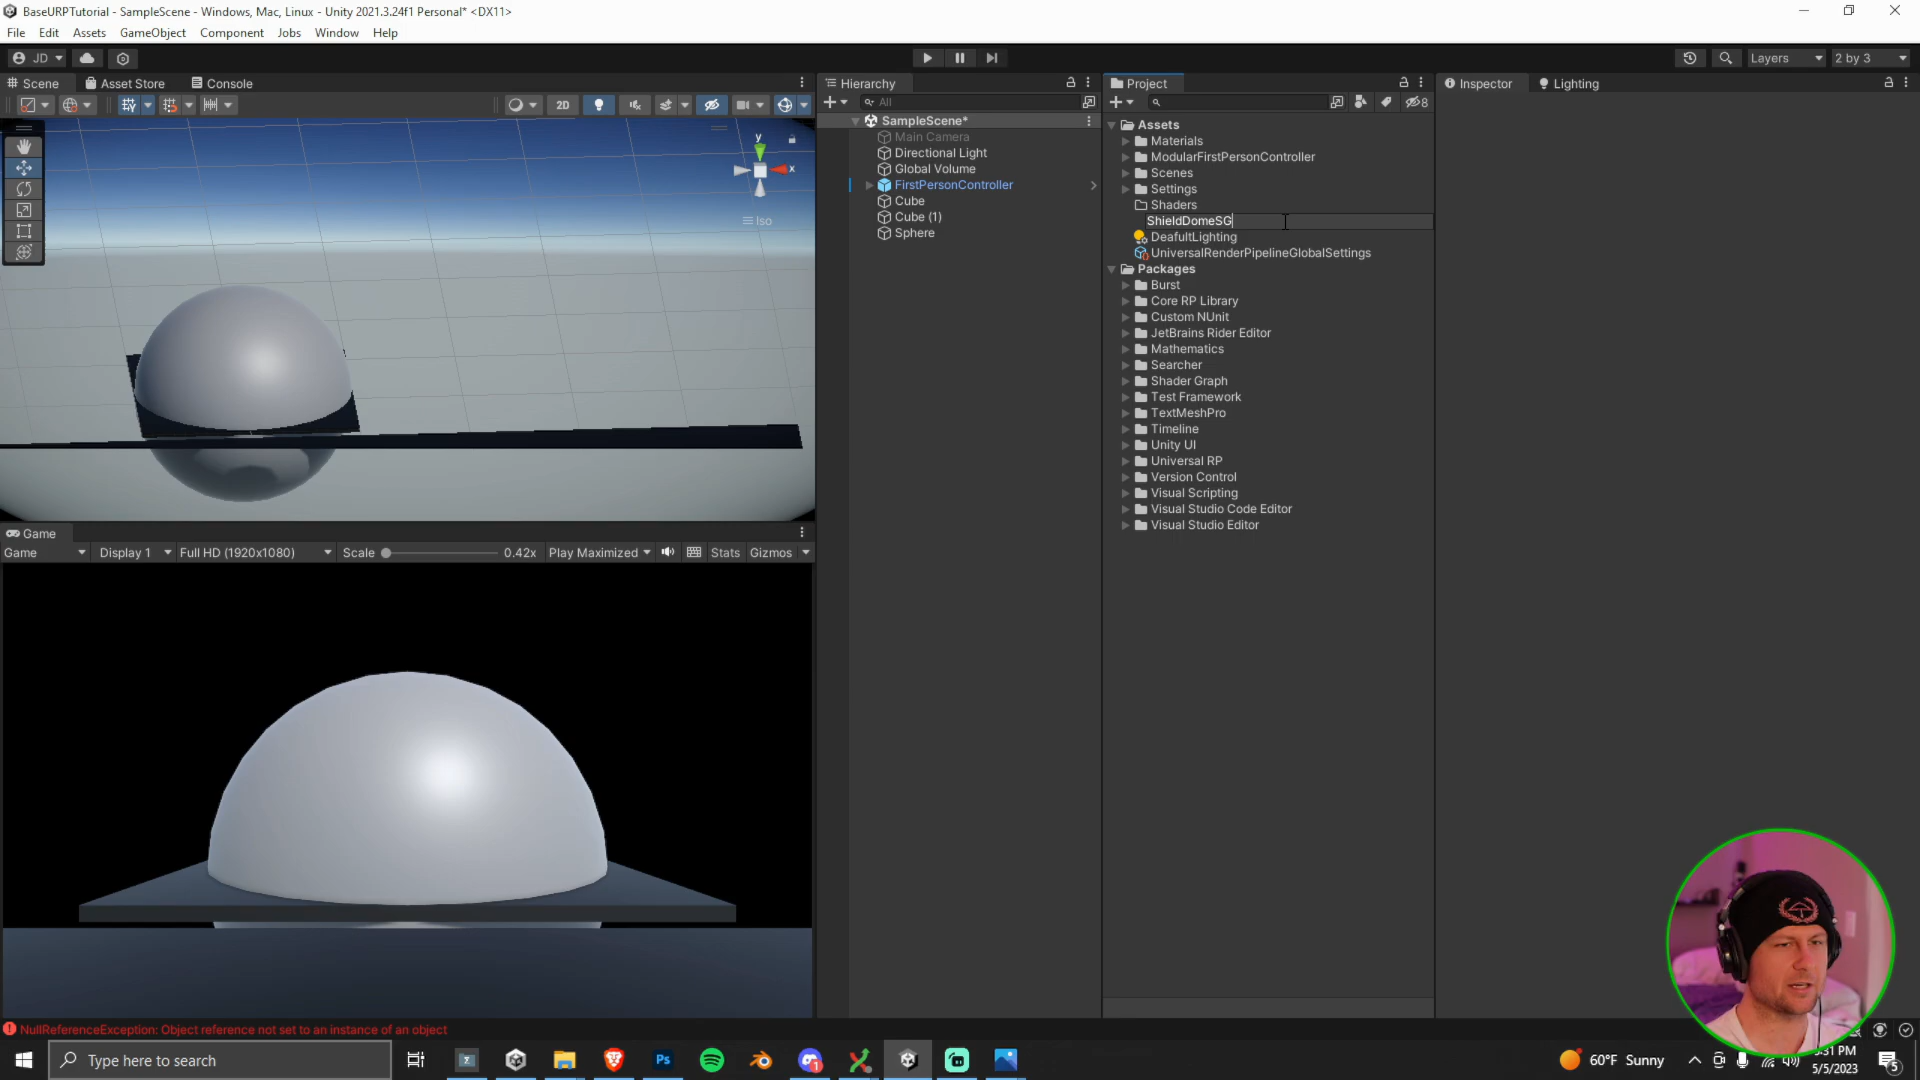 BaseURPTutorial - SampleScene - Windows, Mac, Linux - Unity 2021.3.24f1 Personal* <DX11>
File Edit Assets GameObject Component Jobs Window Help
JD Layers 2 by 3
Scene Asset Store Console
2D
y
x
Iso
Hierarchy
All
SampleScene*
Main Camera
Directional Light
Global Volume
FirstPersonController
Cube
Cube (1)
Sphere
Project
8
Assets
Materials
ModularFirstPersonController
Scenes
Settings
Shaders
ShieldDomeSG
DeafultLighting
UniversalRenderPipelineGlobalSettings
Packages
Burst
Core RP Library
Custom NUnit
JetBrains Rider Editor
Mathematics
Searcher
Shader Graph
Test Framework
TextMeshPro
Timeline
Unity UI
Universal RP
Version Control
Visual Scripting
Visual Studio Code Editor
Visual Studio Editor
Inspector Lighting
Game
Game Display 1 Full HD (1920x1080) Scale 0.42x Play Maximized Stats Gizmos
NullReferenceException: Object reference not set to an instance of an object
Type here to search
Ps
1
60°F Sunny
:31 PM
5/5/2023
5